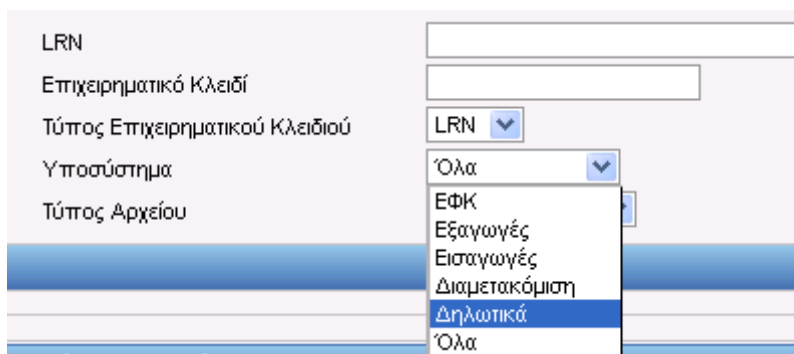 LRN
Επιχειρηματικό Κλειδί
Τύπος Επιχειρηματικού Κλειδιού LRN
Υποσύστημα Όλα
Τύπος Αρχείου
ΕΦΚ
Εξαγωγές
Εισαγωγές
Διαμετακόμιση
Δηλωτικά
Όλα